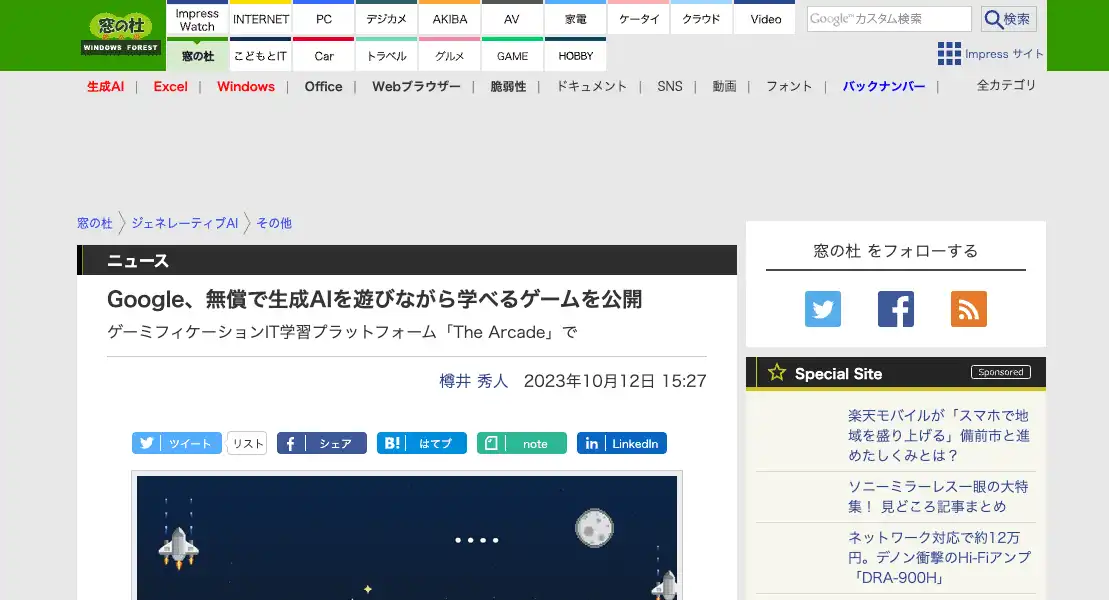 窓の杜
WINDOWS FOREST
Impress Watch
INTERNET
PC
デジカメ
AKIBA
AV
家電
ケータイ
クラウド
Video
Google™ カスタム検索
検索
窓の杜
こどもとIT
Car
トラベル
グルメ
GAME
HOBBY
Impress サイト
生成AI | Excel | Windows | Office | Webブラウザー | 脆弱性 | ドキュメント | SNS | 動画 | フォント | バックナンバー |
全カテゴリ
窓の杜 〉 ジェネレーティブAI 〉 その他
ニュース
Google、無償で生成AIを遊びながら学べるゲームを公開
ゲーミフィケーションIT学習プラットフォーム「The Arcade」で
樽井 秀人 2023年10月12日 15:27
ツイート
リスト
シェア
B! はてブ
note
in LinkedIn
窓の杜 をフォローする
Special Site
Sponsored
楽天モバイルが「スマホで地
域を盛り上げる」備前市と進
めたしくみとは？
ソニーミラーレス一眼の大特
集！ 見どころ記事まとめ
ネットワーク対応で約12万
円。デノン衝撃のHi-Fiアンプ
「DRA-900H」